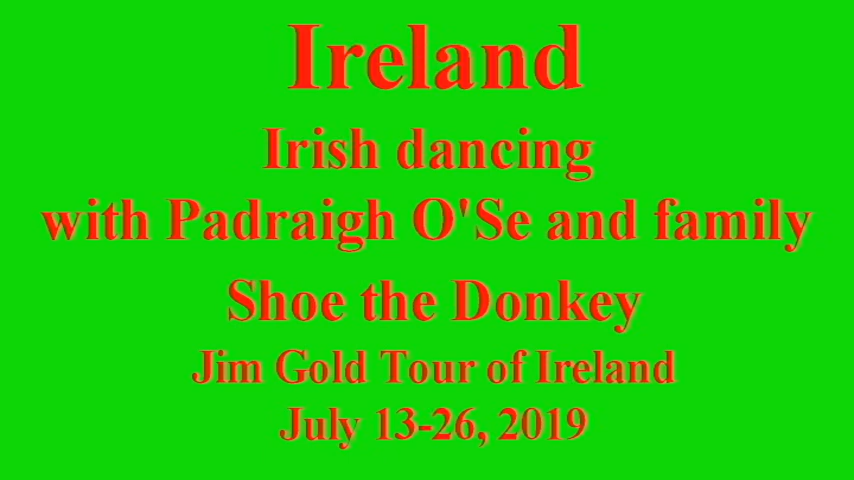 Ireland
Irish dancing
with Padraigh O'Se and family
Shoe the Donkey
Jim Gold Tour of Ireland
July 13-26, 2019